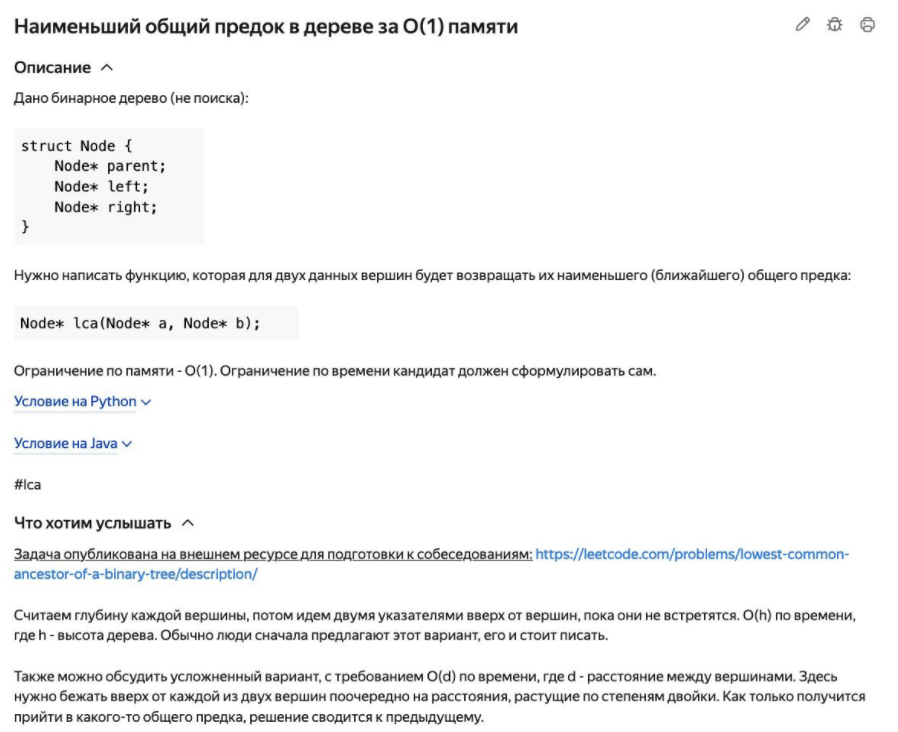 Наименьший общий предок в дереве за O(1) памяти
Описание
Дано бинарное дерево (не поиска):
struct Node {
    Node* parent;
    Node* left;
    Node* right;
}
Нужно написать функцию, которая для двух данных вершин будет возвращать их наименьшего (ближайшего) общего предка:
Node* lca(Node* a, Node* b);
Ограничение по памяти - O(1). Ограничение по времени кандидат должен сформулировать сам.
Условие на Python
Условие на Java
#lca
Что хотим услышать
Задача опубликована на внешнем ресурсе для подготовки к собеседованиям: https://leetcode.com/problems/lowest-common-
ancestor-of-a-binary-tree/description/
Считаем глубину каждой вершины, потом идем двумя указателями вверх от вершин, пока они не встретятся. O(h) по времени,
где h - высота дерева. Обычно люди сначала предлагают этот вариант, его и стоит писать.
Также можно обсудить усложненный вариант, с требованием O(d) по времени, где d - расстояние между вершинами. Здесь
нужно бежать вверх от каждой из двух вершин поочередно на расстояния, растущие по степеням двойки. Как только получится
прийти в какого-то общего предка, решение сводится к предыдущему.